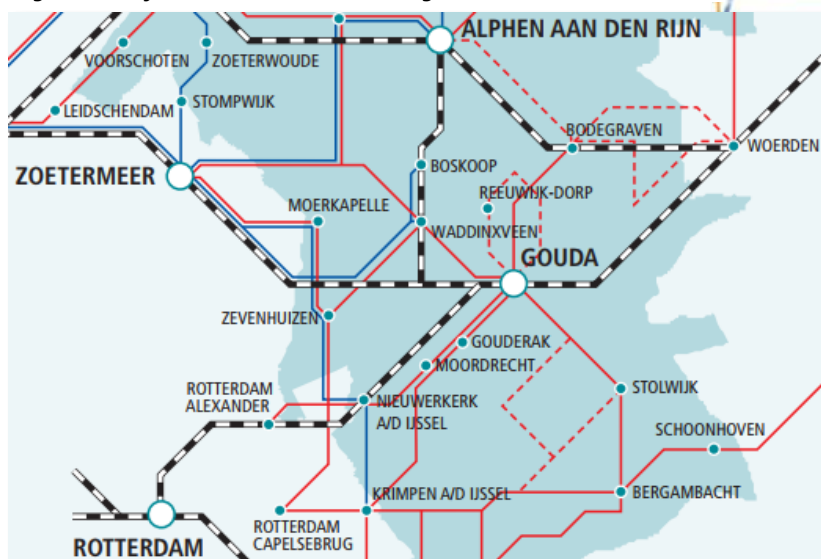 ALPHEN AAN DEN RIJN
VOORSCHOTEN
ZOETERWOUDE
LEIDSCHENDAM
STOMPWIJK
BODEGRAVEN
WOERDEN
ZOETERMEER
BOSKOOP
REEUWIJK-DORP
MOERKAPELLE
WADDINXVEEN
GOUDA
ZEVENHUIZEN
GOUDERAK
MOORDRECHT
ROTTERDAM
ALEXANDER
NIEUWERKERK
A/D IJSSEL
STOLWIJK
SCHOONHOVEN
KRIMPEN A/D IJSSEL
BERGAMBACHT
ROTTERDAM
CAPELSEBRUG
ROTTERDAM